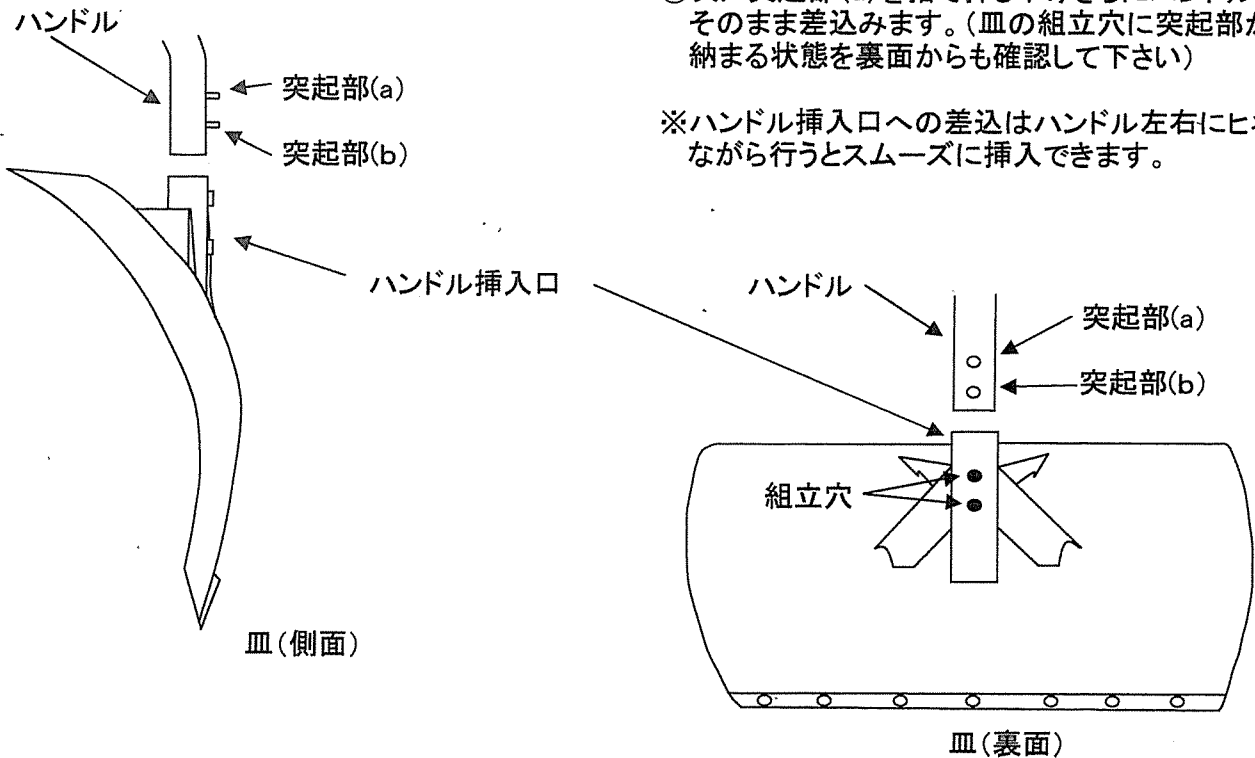 そのまま差込みます。(皿の組立穴に突起部が
納まる状態を裏面からも確認して下さい)
※ハンドル挿入口への差込はハンドル左右にヒネ
ながら行うとスムーズに挿入できます。
ハンドル
突起部(a)
突起部(b)
ハンドル挿入口
皿(側面)
ハンドル
突起部(a)
突起部(b)
組立穴
皿(裏面)